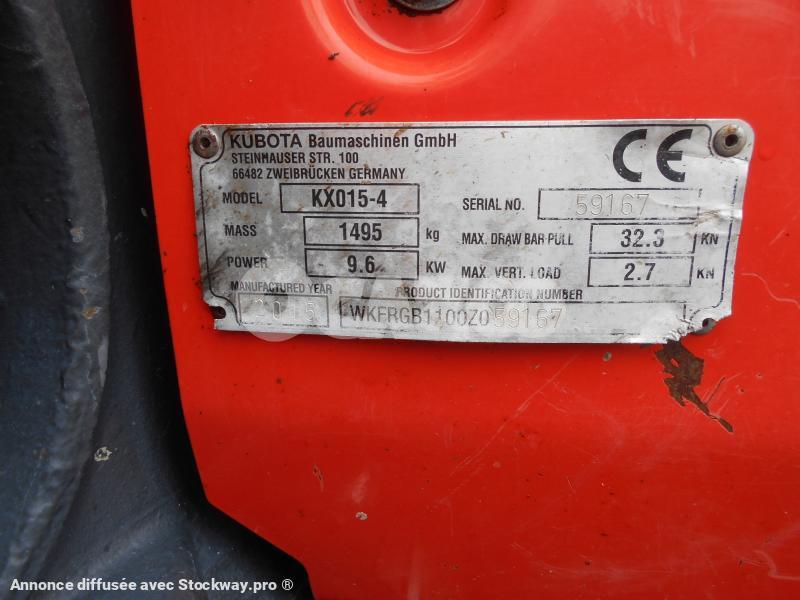 KUBOTA Baumaschinen GmbH
STEINHAUSER STR. 100
66482 ZWEIBRÜCKEN GERMANY
CE
MODEL KX015-4
SERIAL NO. 59167
MASS 1495 kg
MAX. DRAW BAR PULL 32.3 KN
POWER 9.6 KW
MAX. VERT. LOAD 2.7 KN
MANUFACTURED YEAR
PRODUCT IDENTIFICATION NUMBER
2015
WKFRGB1100Z059167
Annonce diffusée avec Stockway.pro ®